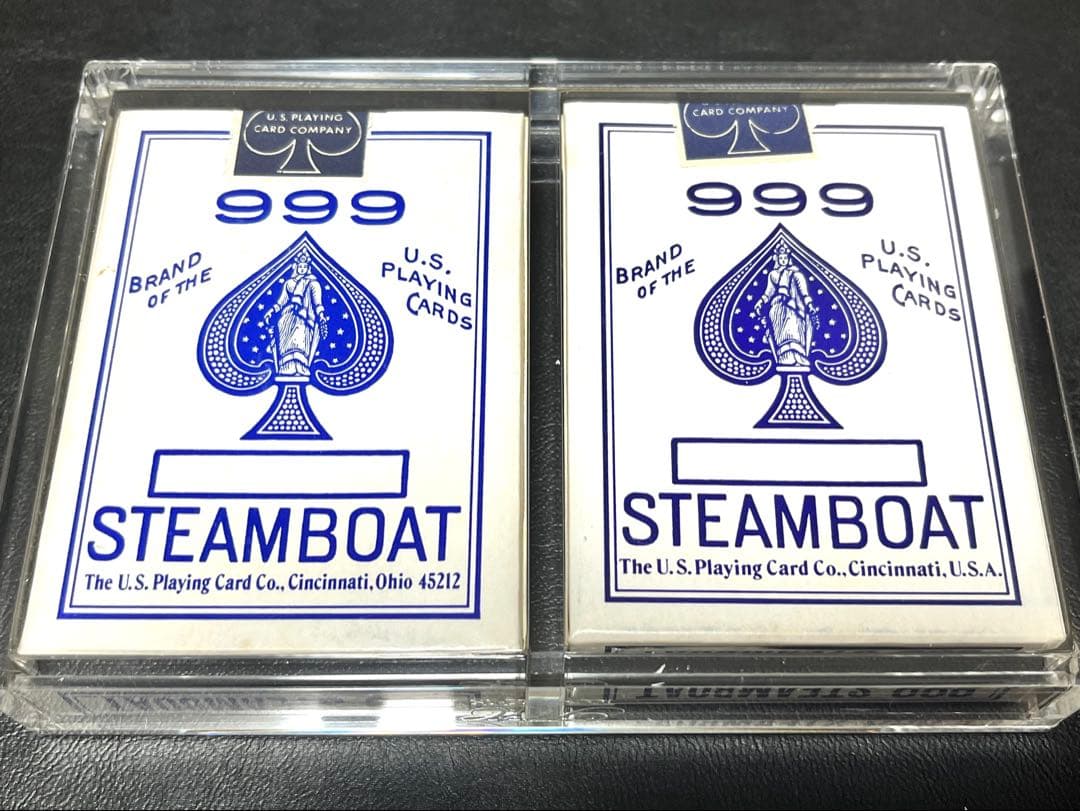 U.S. PLAYING
CARD COMPANY
999
BRAND
OF THE
U.S.
PLAYING
CARDS
STEAMBOAT
The U.S. Playing Card Co., Cincinnati, Ohio 45212
CARD COMPANY
999
BRAND
OF THE
U.S.
PLAYING
CARDS
STEAMBOAT
The U.S. Playing Card Co., Cincinnati, U.S.A.